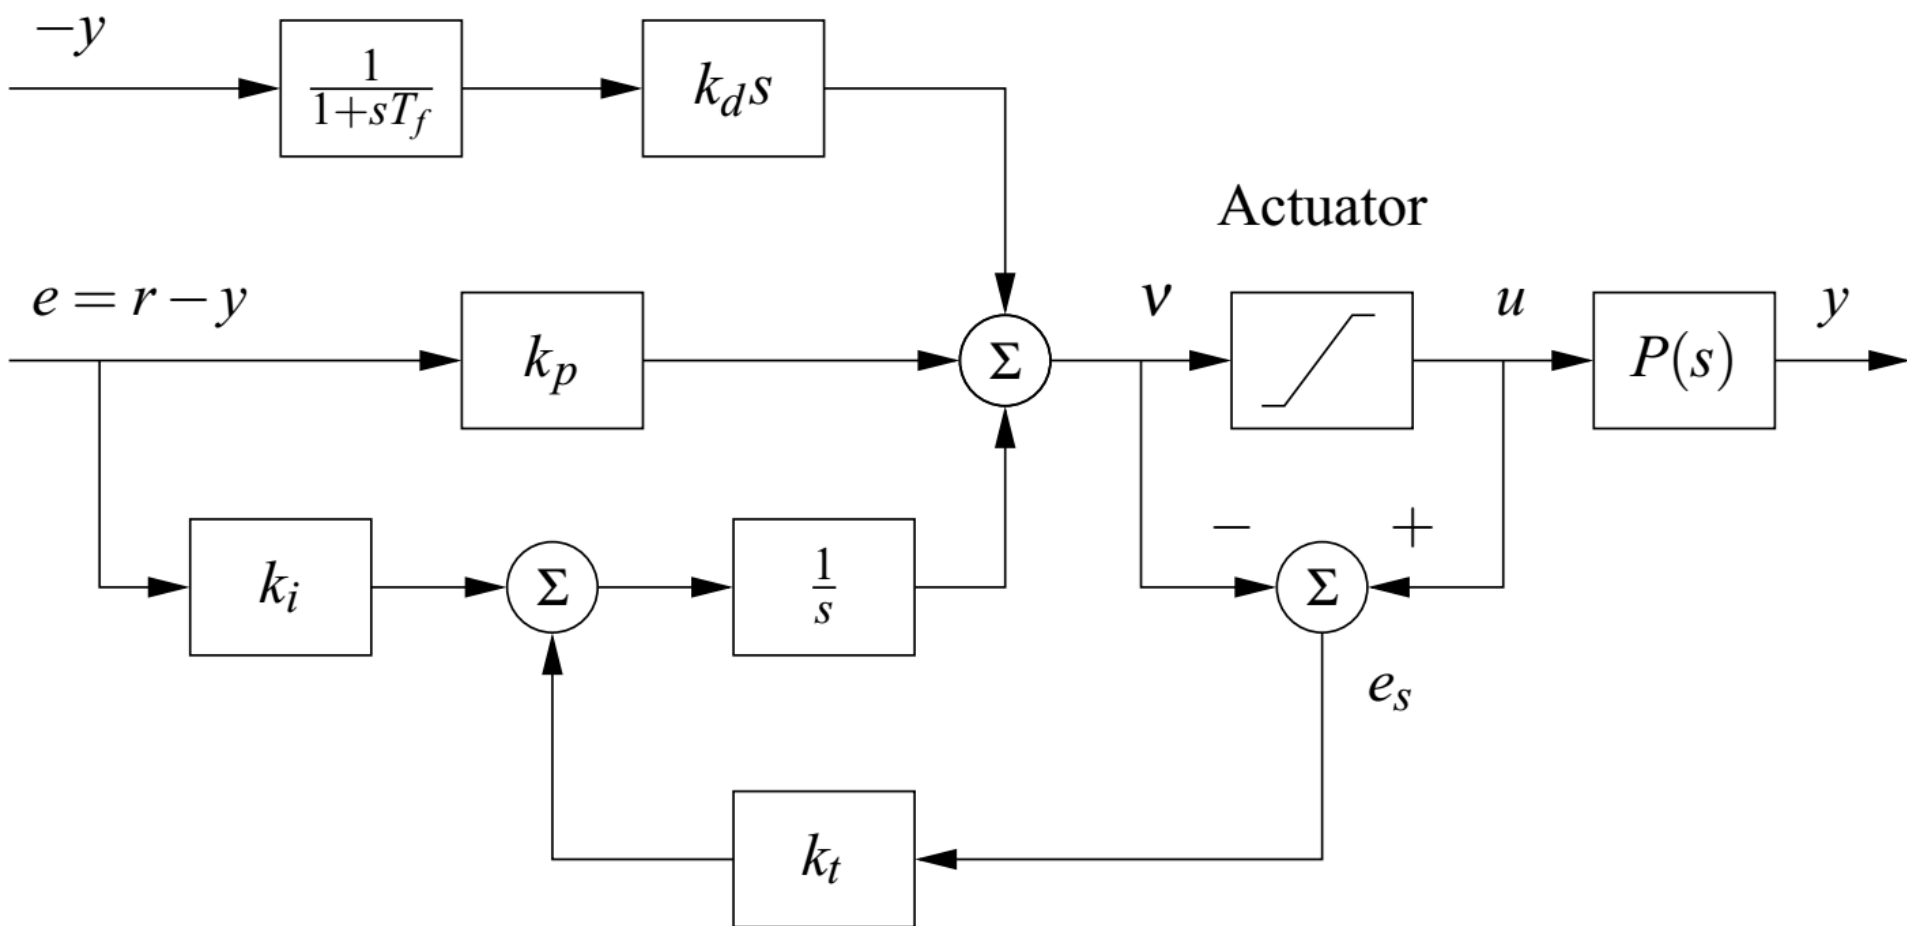 −y
1/(1+sT_f)
k_d s
Actuator
e = r − y
k_p
Σ
ν
u
P(s)
y
k_i
Σ
1/s
−
+
Σ
e_s
k_t